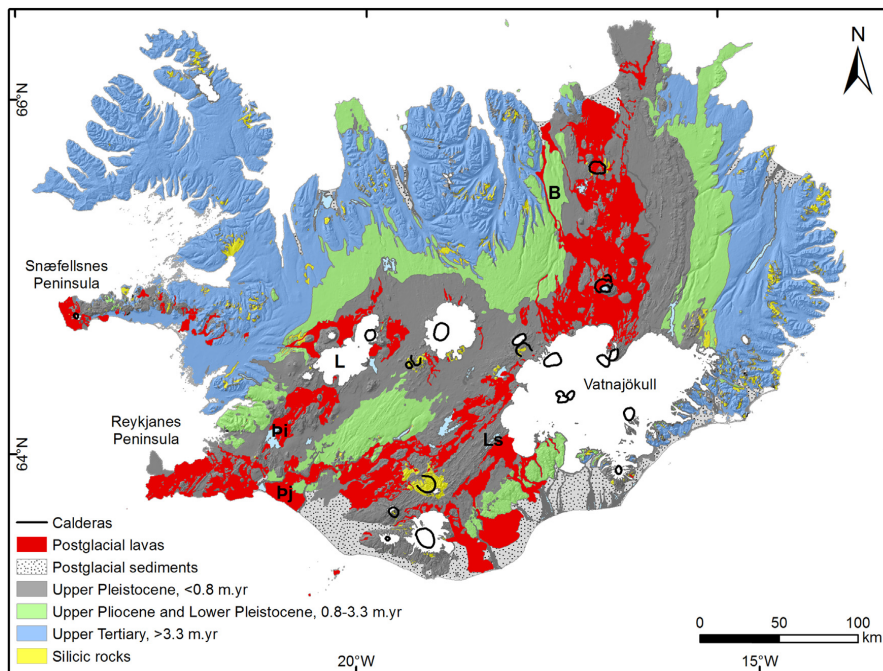 N
66°N
B
Snæfellsnes
Peninsula
L
Vatnajökull
Reykjanes
Peninsula
Þi
Ls
64°N
Þj
Calderas
Postglacial lavas
Postglacial sediments
Upper Pleistocene, <0.8 m.yr
Upper Pliocene and Lower Pleistocene, 0.8-3.3 m.yr
Upper Tertiary, >3.3 m.yr
Silicic rocks
0 50 100
km
20°W 15°W